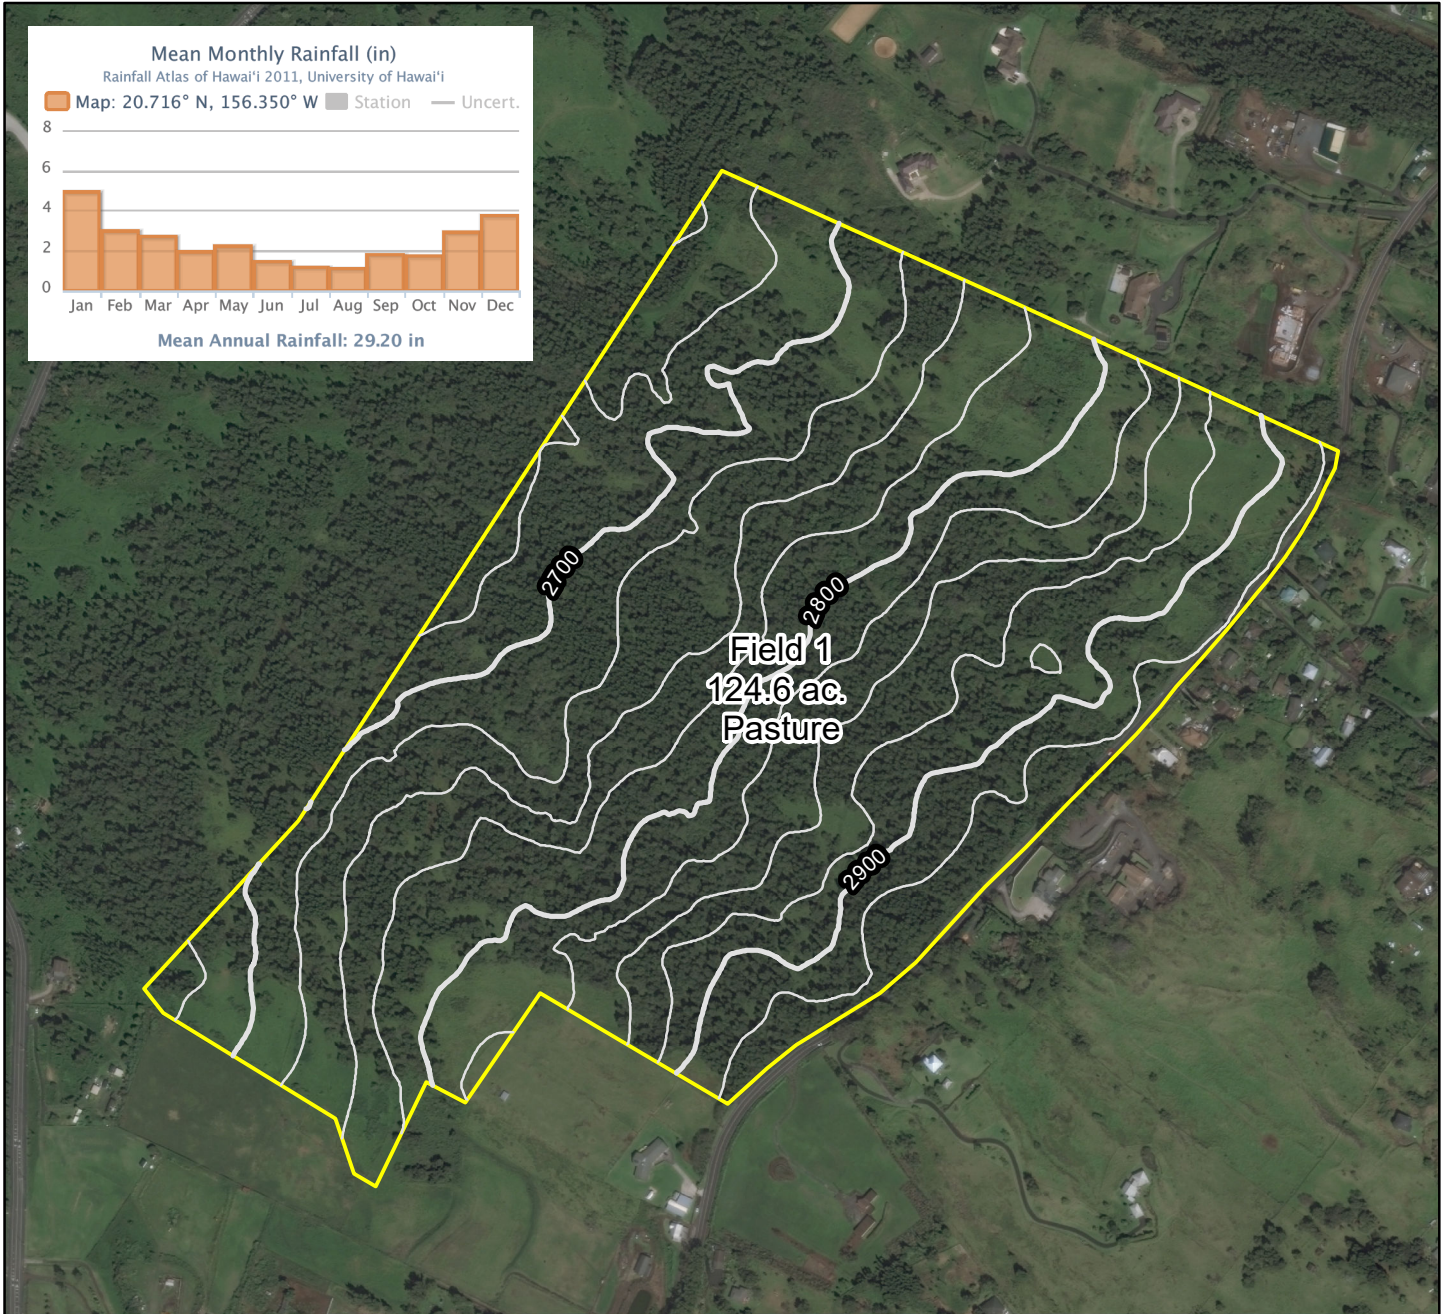 Mean Monthly Rainfall (in)
Rainfall Atlas of Hawai‘i 2011, University of Hawai‘i
Map: 20.716° N, 156.350° W Station Uncert.
8
6
4
2
0
Jan Feb Mar Apr May Jun Jul Aug Sep Oct Nov Dec
Mean Annual Rainfall: 29.20 in
2700
2800
Field 1
124.6 ac.
Pasture
2900